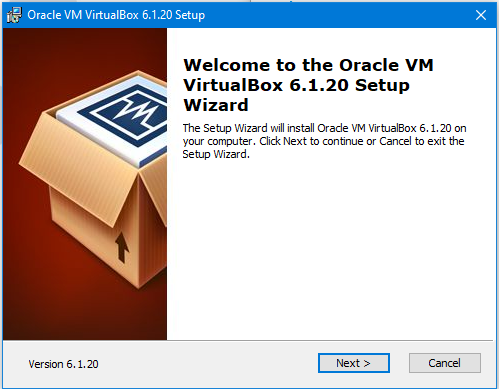 Oracle VM VirtualBox 6.1.20 Setup
Welcome to the Oracle VM
VirtualBox 6.1.20 Setup
Wizard
The Setup Wizard will install Oracle VM VirtualBox 6.1.20 on
your computer. Click Next to continue or Cancel to exit the
Setup Wizard.
Version 6.1.20
Next >
Cancel